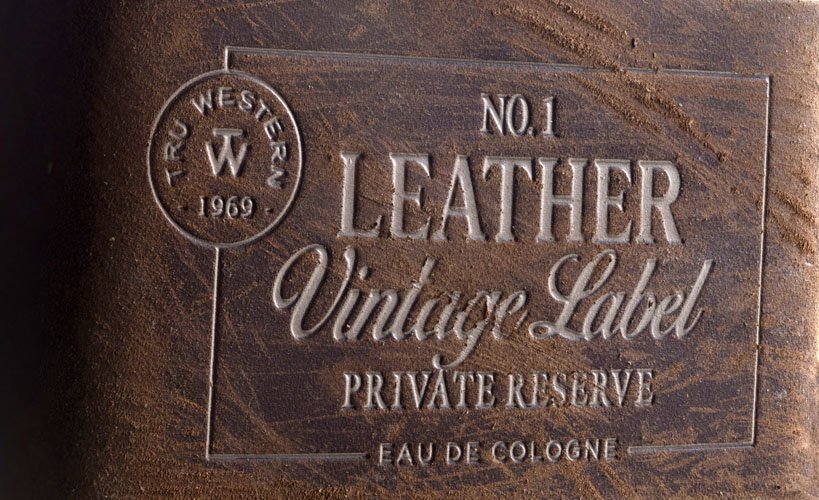 TRU WESTERN
TW
- 1969 -
NO. 1
LEATHER
Vintage Label
PRIVATE RESERVE
EAU DE COLOGNE